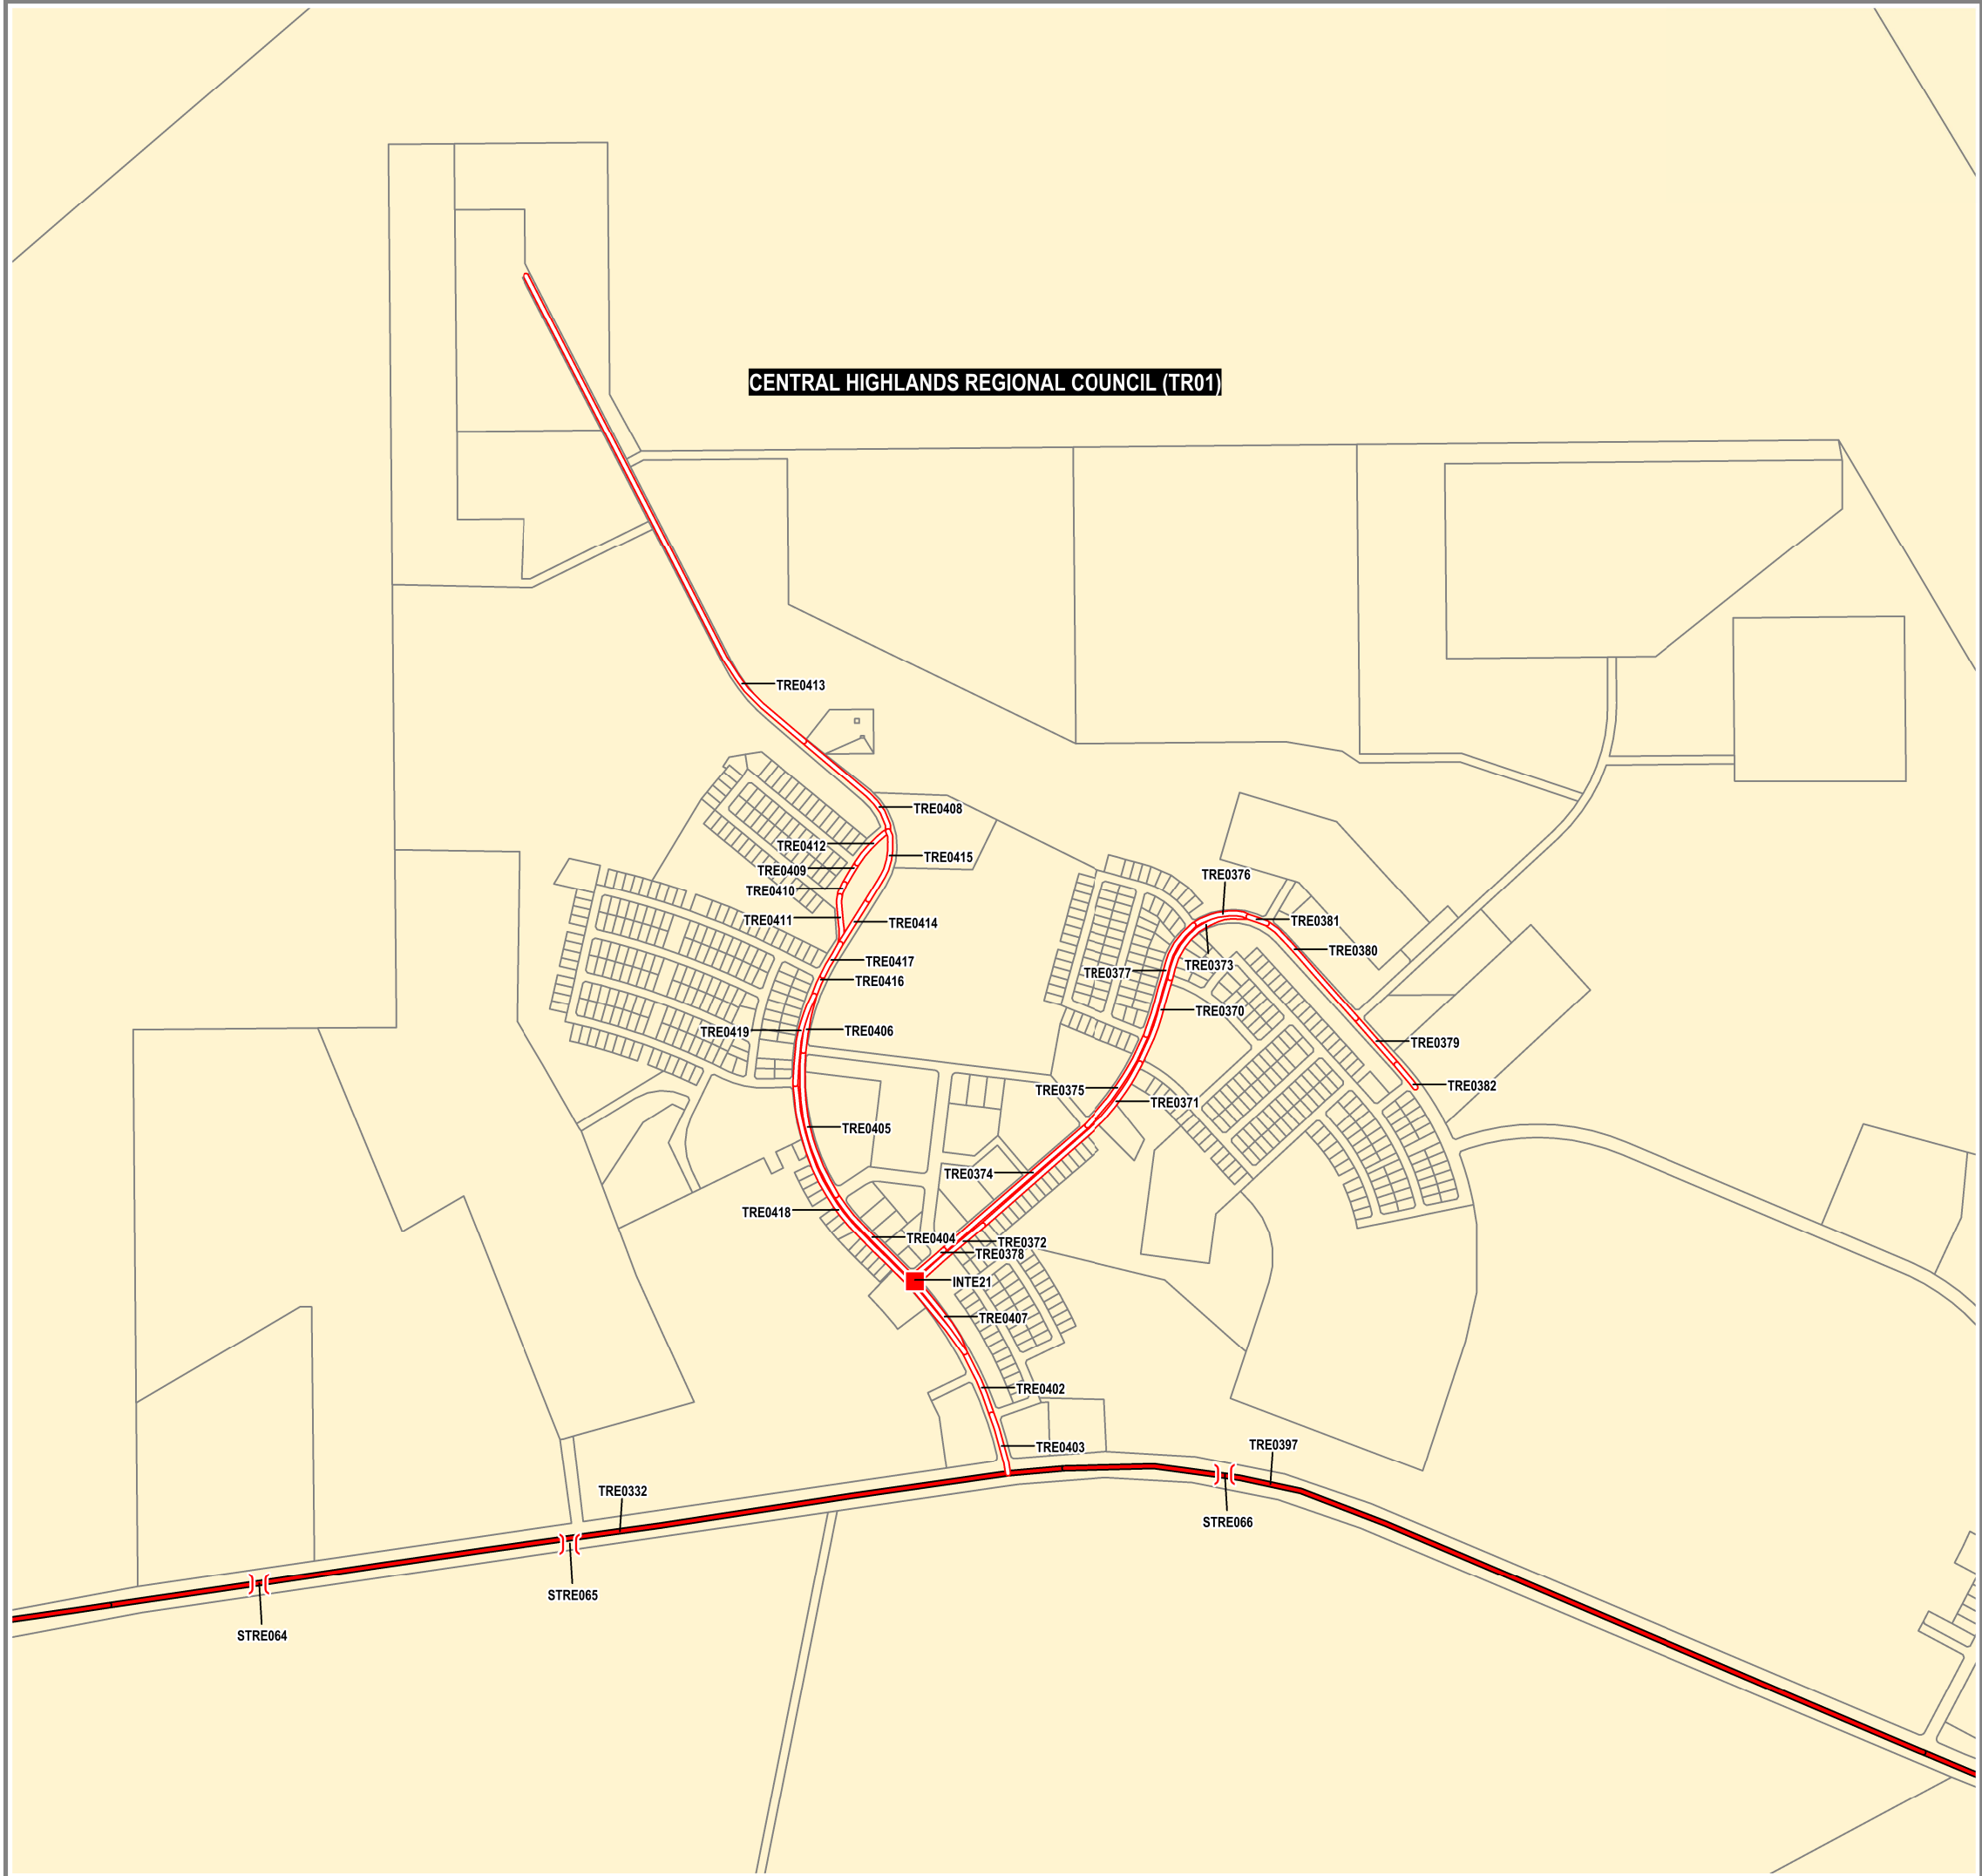 CENTRAL HIGHLANDS REGIONAL COUNCIL (TR01)
TRE0413
TRE0408
TRE0412
TRE0415
TRE0409
TRE0410
TRE0411
TRE0414
TRE0376
TRE0381
TRE0380
TRE0417
TRE0373
TRE0377
TRE0416
TRE0370
TRE0419
TRE0406
TRE0379
TRE0382
TRE0375
TRE0371
TRE0405
TRE0374
TRE0418
TRE0404
TRE0372
TRE0378
INTE21
TRE0407
TRE0402
TRE0403
TRE0397
TRE0332
STRE066
STRE065
STRE064